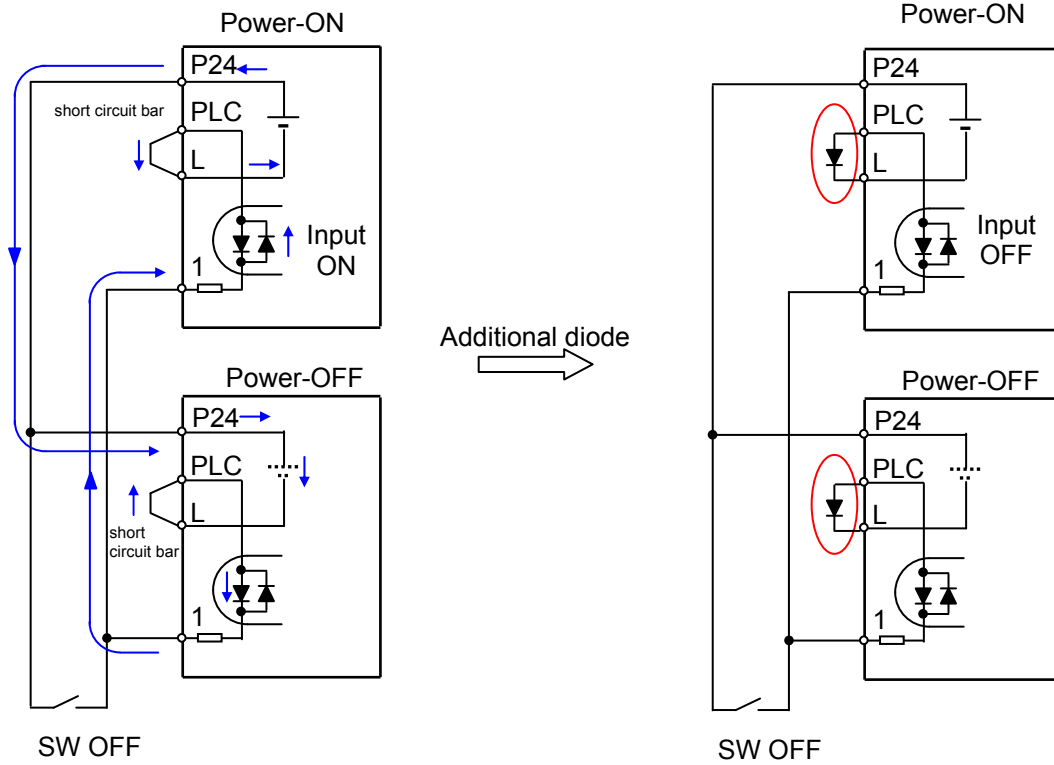 Power-ON
P24
short circuit bar
PLC
L
Input
ON
1
Power-OFF
P24
PLC
L
short
circuit bar
1
SW OFF
Additional diode
Power-ON
P24
PLC
L
Input
OFF
1
Power-OFF
P24
PLC
L
1
SW OFF